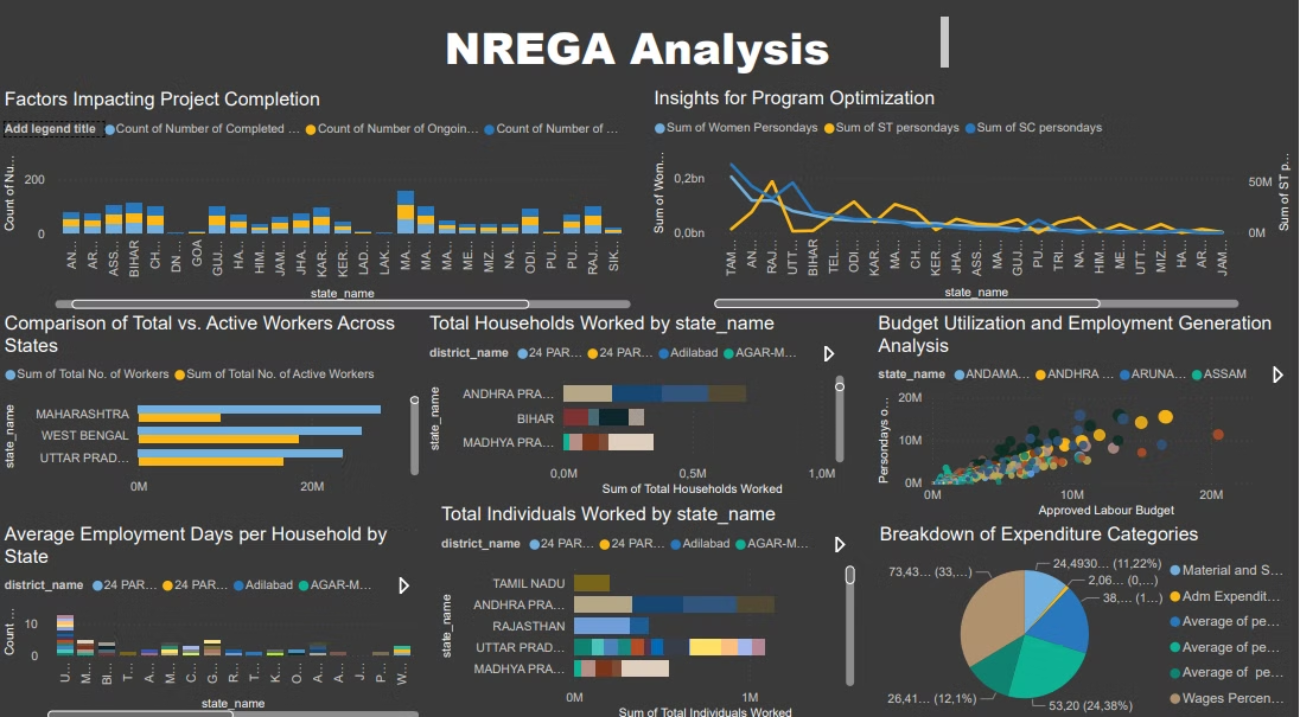 NREGA Analysis
Factors Impacting Project Completion
Add legend title Count of Number of Completed ... Count of Number of Ongoin... Count of Number of ...
Count of Nu...
200
0
AN... AR... ASS... BIHAR CH... DN... GOA GUJ... HA... HIM... JAM... JHA... KAR... KER... LAD... LAK... MA... MA... MA... ME... MIZ... NA... ODI... PU... PU... RAJ... SIK...
state_name
Insights for Program Optimization
Sum of Women Persondays Sum of ST persondays Sum of SC persondays
Sum of Wom...
0,2bn
0,0bn
50M
0M
Sum of ST p...
TAM... AN... RAJ... UTT... BIHAR TEL... ODI... KAR... MA... CH... KER... JHA... ASS... MA... GUJ... PU... TRI... NA... HIM... ME... UTT... MIZ... HA... AR... JAM...
state_name
Comparison of Total vs. Active Workers Across
States
Sum of Total No. of Workers Sum of Total No. of Active Workers
state_name
MAHARASHTRA
WEST BENGAL
UTTAR PRAD...
0M 20M
Total Households Worked by state_name
district_name 24 PAR... 24 PAR... Adilabad AGAR-M...
state_name
ANDHRA PRA...
BIHAR
MADHYA PRA...
0,0M 0,5M 1,0M
Sum of Total Households Worked
Budget Utilization and Employment Generation
Analysis
state_name ANDAMA... ANDHRA ... ARUNA... ASSAM
Persondays o...
20M
10M
0M
0M 10M 20M
Approved Labour Budget
Average Employment Days per Household by
State
district_name 24 PAR... 24 PAR... Adilabad AGAR-M...
Count ...
10
0
U... M... BI... T... A... M... C... G... R... T... K... O... A... A... J... P... W...
state_name
Total Individuals Worked by state_name
district_name 24 PAR... 24 PAR... Adilabad AGAR-M...
state_name
TAMIL NADU
ANDHRA PRA...
RAJASTHAN
UTTAR PRAD...
MADHYA PRA...
0M 1M
Sum of Total Individuals Worked
Breakdown of Expenditure Categories
24,4930... (11,22%)
2,06... (0,...)
38,... (1...)
53,20 (24,38%)
26,41... (12,1%)
73,43... (33,...)
Material and S...
Adm Expendit...
Average of pe...
Average of pe...
Average of pe...
Wages Percen...